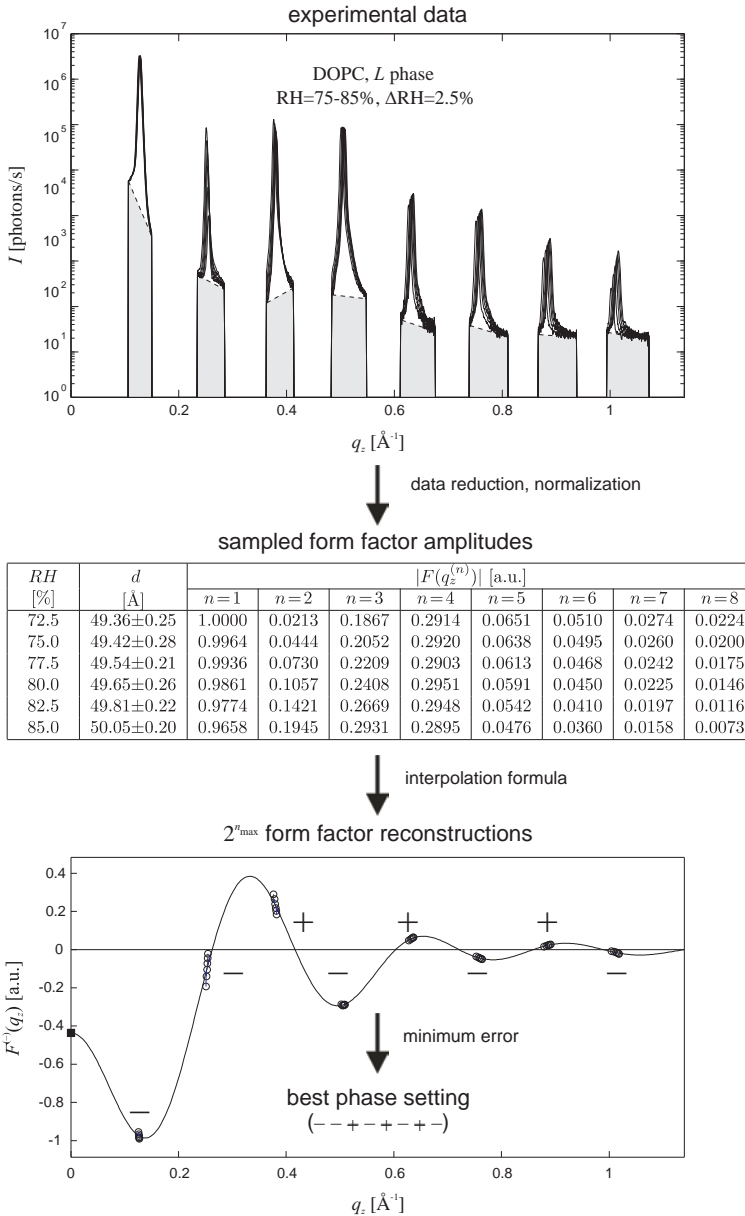 experimental data
10^7
10^6
10^5
10^4
10^3
10^2
10^1
10^0
I [photons/s]
DOPC, L phase
RH=75-85%, ΔRH=2.5%
0 0.2 0.4 0.6 0.8 1
q_z [Å^-1]
data reduction, normalization
sampled form factor amplitudes
RH d |F(q_z^(n))| [a.u.]
[%] [Å] n=1 n=2 n=3 n=4 n=5 n=6 n=7 n=8
72.5 49.36±0.25 1.0000 0.0213 0.1867 0.2914 0.0651 0.0510 0.0274 0.0224
75.0 49.42±0.28 0.9964 0.0444 0.2052 0.2920 0.0638 0.0495 0.0260 0.0200
77.5 49.54±0.21 0.9936 0.0730 0.2209 0.2903 0.0613 0.0468 0.0242 0.0175
80.0 49.65±0.26 0.9861 0.1057 0.2408 0.2951 0.0591 0.0450 0.0225 0.0146
82.5 49.81±0.22 0.9774 0.1421 0.2669 0.2948 0.0542 0.0410 0.0197 0.0116
85.0 50.05±0.20 0.9658 0.1945 0.2931 0.2895 0.0476 0.0360 0.0158 0.0073
interpolation formula
2^n_max form factor reconstructions
0.4
0.2
0
-0.2
-0.4
-0.6
-0.8
-1
F^(-)(q_z) [a.u.]
+ + +
− − − −
−
minimum error
best phase setting
(--+-+-+-)
0 0.2 0.4 0.6 0.8 1
q_z [Å^-1]